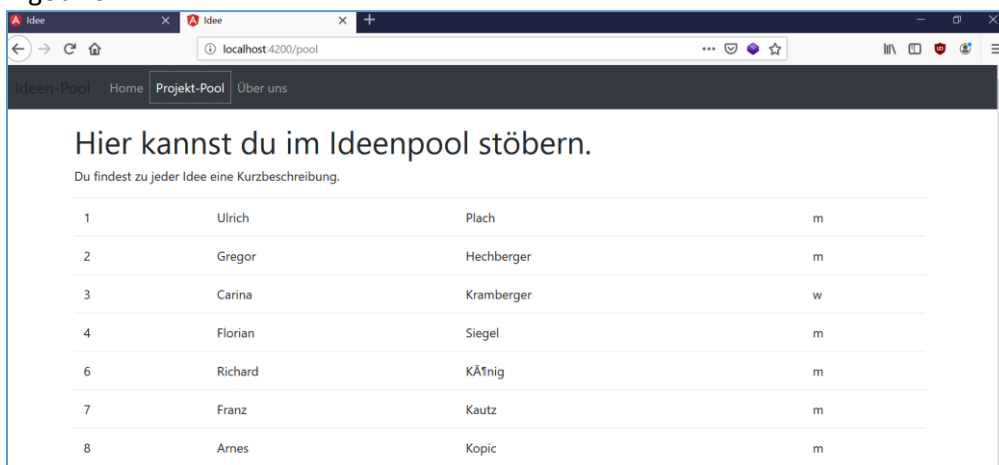 Idee Idee
localhost:4200/pool
Ideen-Pool Home Projekt-Pool Über uns
Hier kannst du im Ideenpool stöbern.
Du findest zu jeder Idee eine Kurzbeschreibung.
1 Ulrich Plach m
2 Gregor Hechberger m
3 Carina Kramberger w
4 Florian Siegel m
6 Richard KÃ¶nig m
7 Franz Kautz m
8 Arnes Kopic m